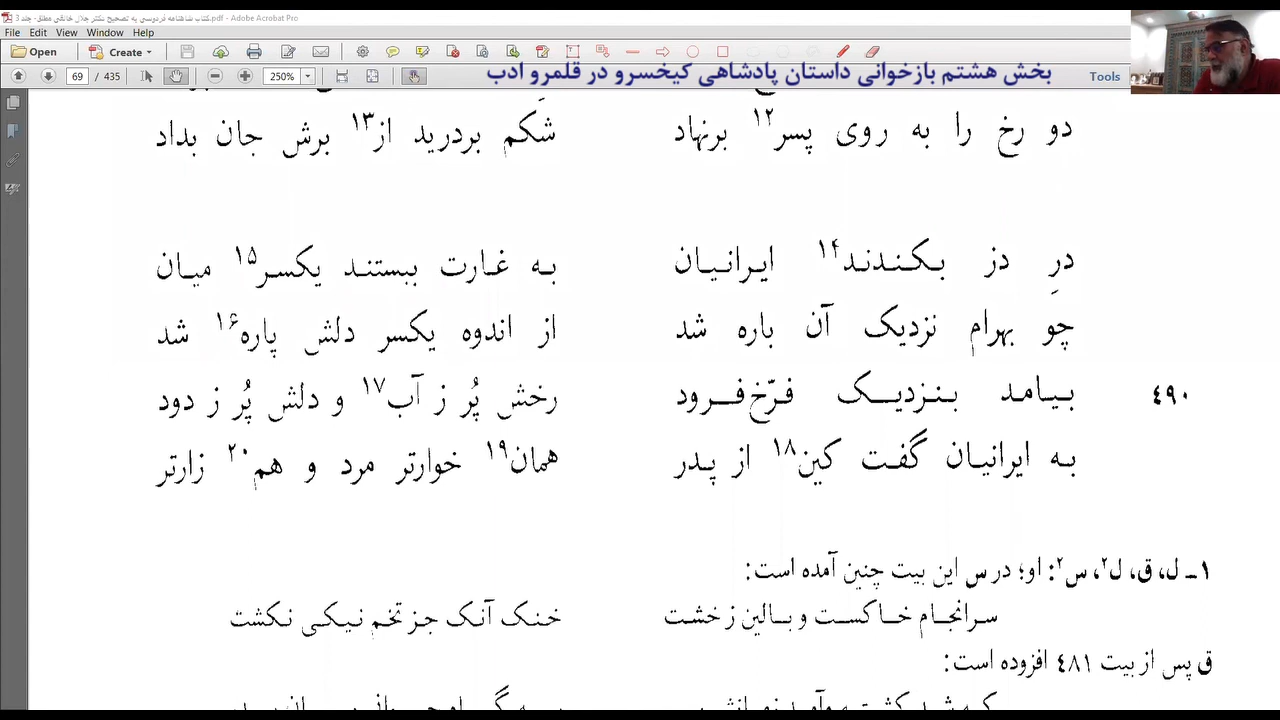 کتاب شاهنامه فردوسی به تصحیح دکتر جلال خالقی مطلق- جلد 3.pdf - Adobe Acrobat Pro
File Edit View Window Help
Open Create
69 / 435 250% Tools
بخش هشتم بازخوانی داستان پادشاهی کیخسرو در قلمرو ادب
دو رخ را به روی پسر۱۲ برنهاد شکم بردرید از۱۳ برش جان بداد
درِ دز بکندند۱۴ ایرانیان به غارت ببستند یکسر۱۵ میان
چو بهرام نزدیک آن باره شد از اندوه یکسر دلش پاره۱۶ شد
۴۹۰ بیامد بنزدیک فرّخ‌فرود رخش پُر ز آب۱۷ و دلش پُر ز دود
به ایرانیان گفت کین۱۸ از پدر همان۱۹ خوارتر مرد و هم۲۰ زارتر
۱ـ ل، ق، ل۲، س۲: او؛ در س این بیت چنین آمده است:
سرانجام خاکست و بالین ز خشت خنک آنک جز تخم نیکی نکشت
ق پس از بیت ۴۸۱ افزوده است: